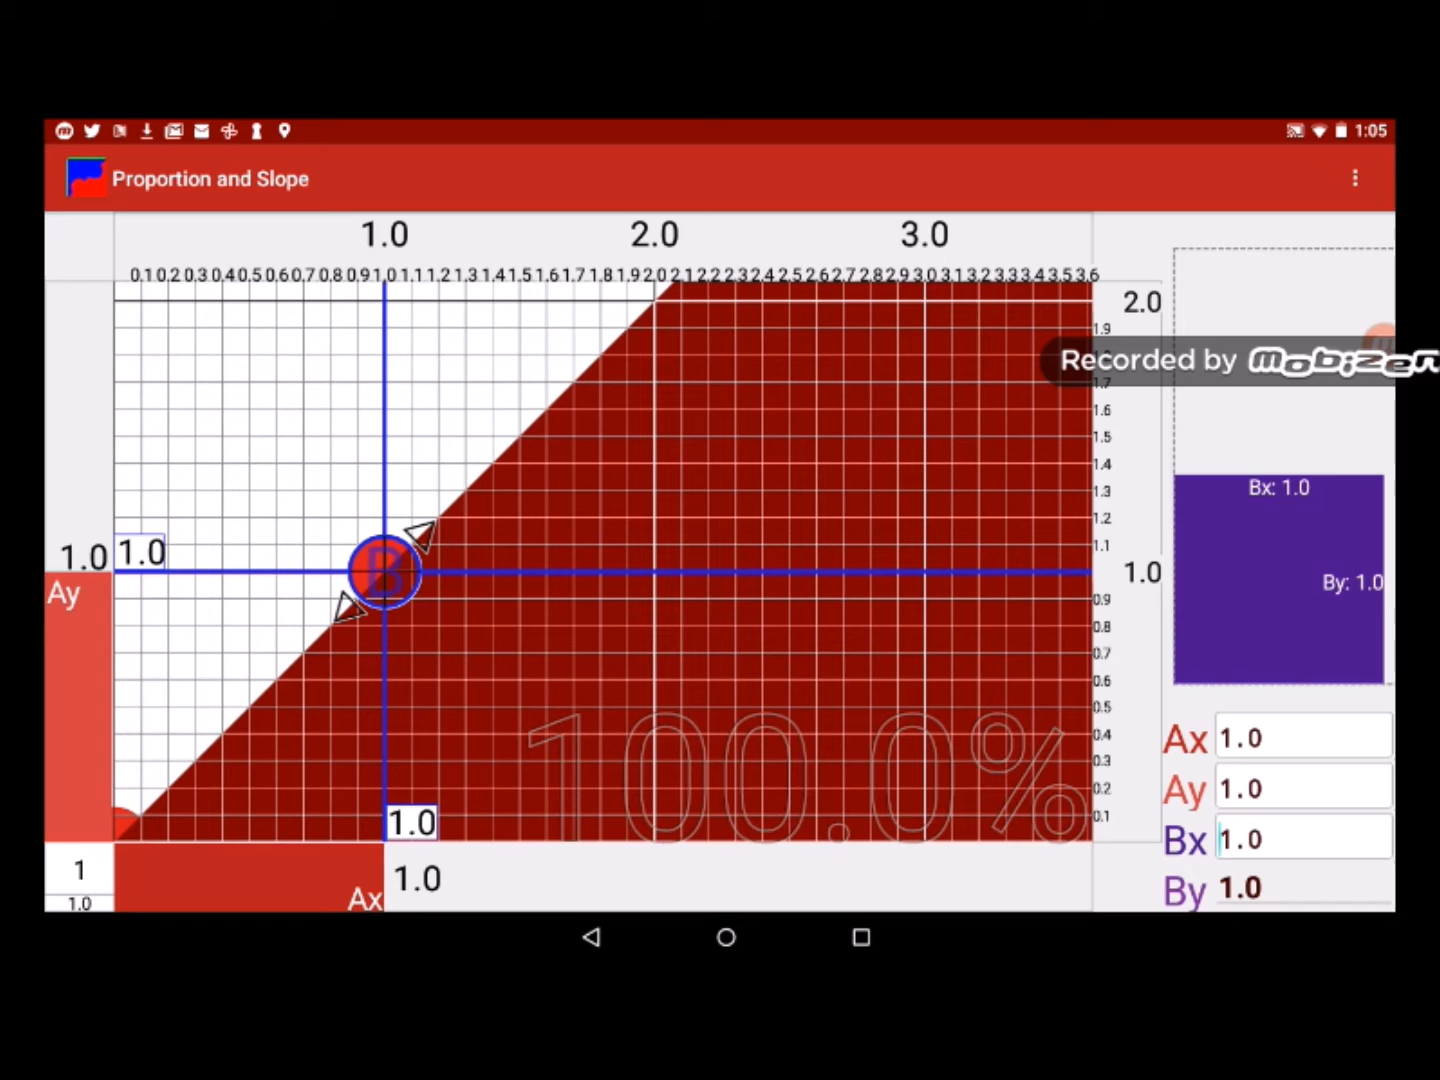 1:05
Proportion and Slope
1.0 2.0 3.0
0.1 0.2 0.3 0.4 0.5 0.6 0.7 0.8 0.9 1.0 1.1 1.2 1.3 1.4 1.5 1.6 1.7 1.8 1.9 2.0 2.1 2.2 2.3 2.4 2.5 2.6 2.7 2.8 2.9 3.0 3.1 3.2 3.3 3.4 3.5 3.6
2.0
1.9
Recorded by Mobizen
1.7
1.6
1.5
1.4
1.3
1.2
1.1
1.0
0.9
0.8
0.7
0.6
0.5
0.4
0.3
0.2
0.1
1.0
1.0
Ay
B
100.0%
1.0
1
1.0
Ax
1.0
Bx: 1.0
By: 1.0
Ax 1.0
Ay 1.0
Bx 1.0
By 1.0